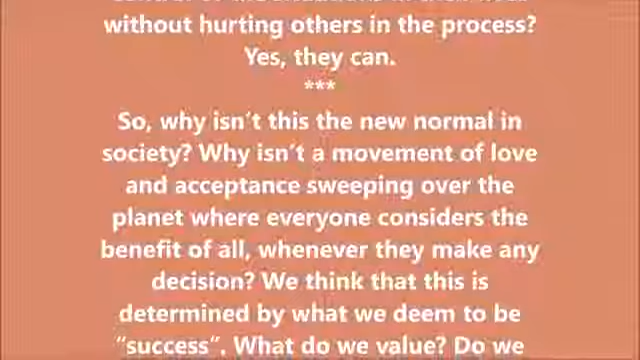 without hurting others in the process?
Yes, they can.
***
So, why isn’t this the new normal in
society? Why isn’t a movement of love
and acceptance sweeping over the
planet where everyone considers the
benefit of all, whenever they make any
decision? We think that this is
determined by what we deem to be
“success”. What do we value? Do we